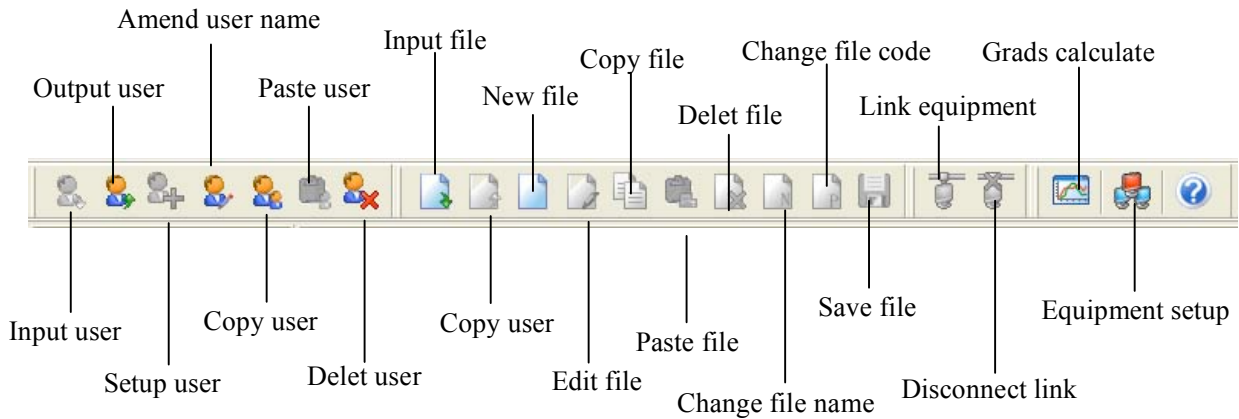 Amend user name
Input file
Change file code
Grads calculate
Copy file
Output user
Paste user
New file
Link equipment
Delet file
N
P
?
Input user
Copy user
Copy user
Save file
Equipment setup
Paste file
Setup user
Delet user
Edit file
Disconnect link
Change file name